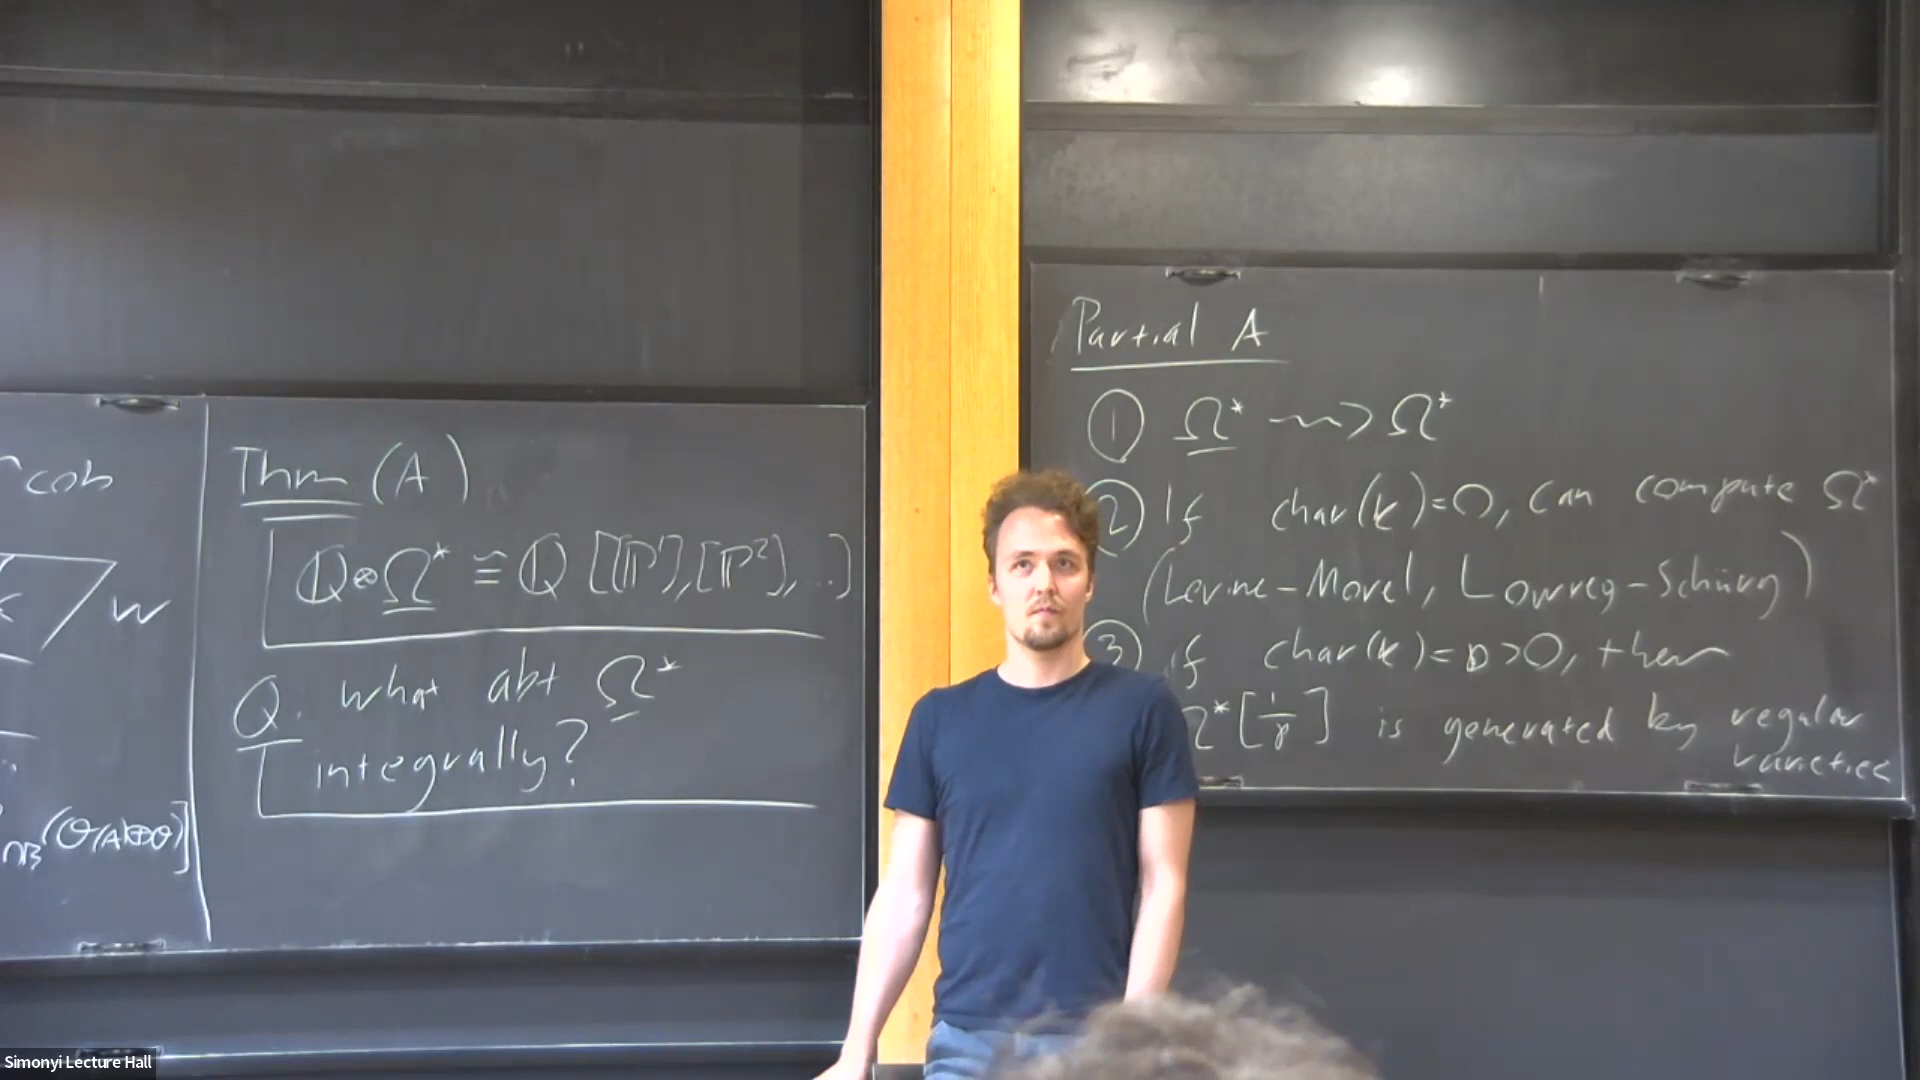 cob
W
(O(A)⊗O)]
Thm (A)
ℚ⊗Ω* ≅ ℚ[[ℙ¹],[ℙ²],..]
Q. what abt Ω*
integrally?
Partial A
① Ω* ⇝ Ω*
② If char(k)=0, can compute Ω*
(Levine-Morel, Lowrey-Schürg)
③ if char(k)=p>0, then
Ω*[1/p] is generated by regular
varieties
Simonyi Lecture Hall